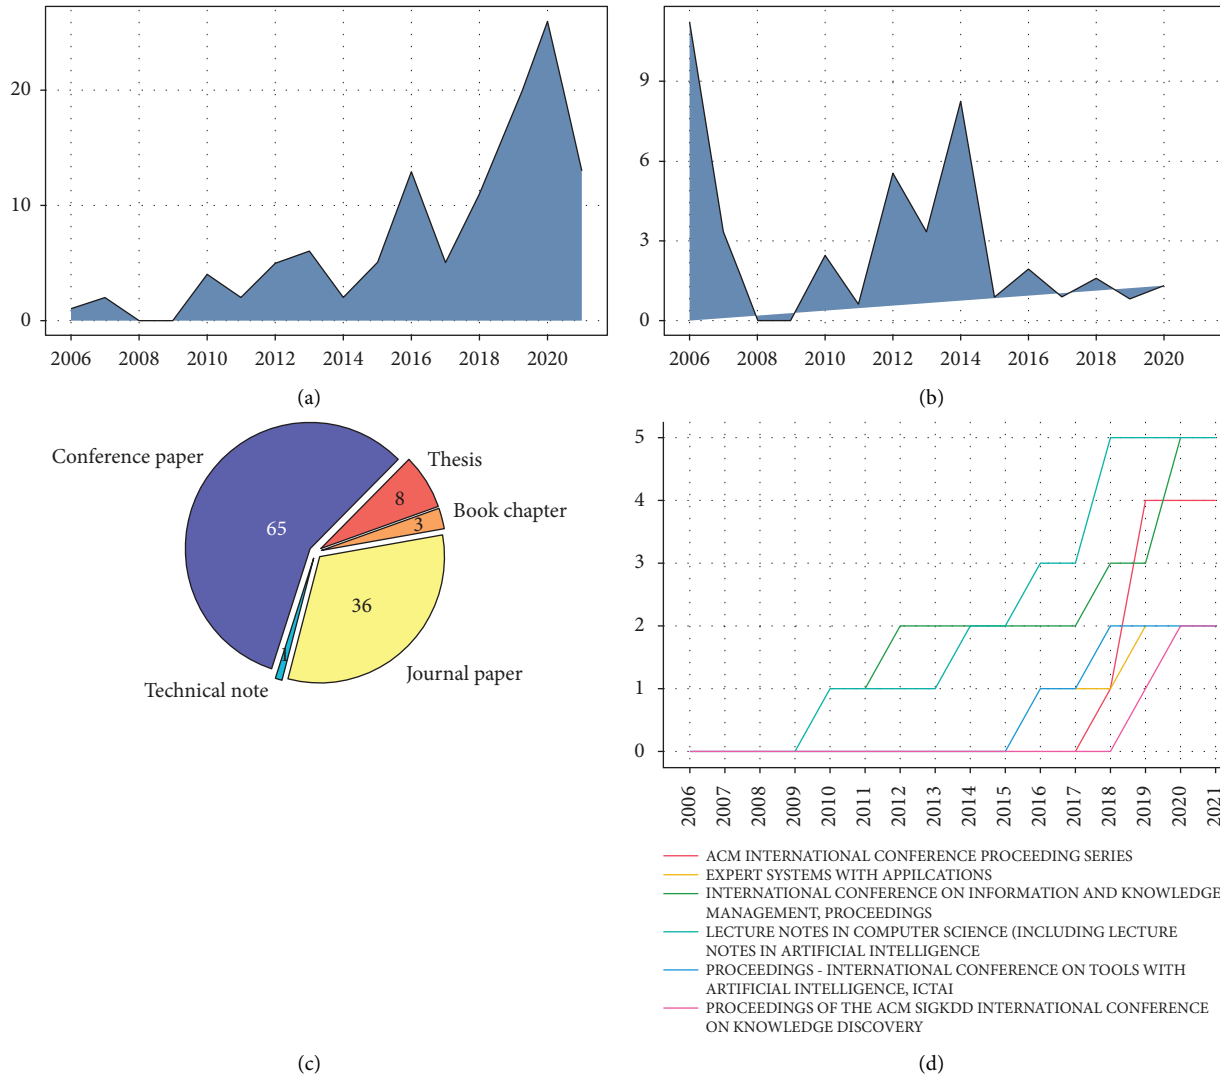 20
10
0
2006 2008 2010 2012 2014 2016 2018 2020
(a)
9
6
3
0
2006 2008 2010 2012 2014 2016 2018 2020
(b)
Conference paper
Thesis
Book chapter
Journal paper
Technical note
65
8
3
36
1
(c)
5
4
3
2
1
0
2006 2007 2008 2009 2010 2011 2012 2013 2014 2015 2016 2017 2018 2019 2020 2021
ACM INTERNATIONAL CONFERENCE PROCEEDING SERIES
EXPERT SYSTEMS WITH APPILCATIONS
INTERNATIONAL CONFERENCE ON INFORMATION AND KNOWLEDGE
MANAGEMENT, PROCEEDINGS
LECTURE NOTES IN COMPUTER SCIENCE (INCLUDING LECTURE
NOTES IN ARTIFICIAL INTELLIGENCE
PROCEEDINGS - INTERNATIONAL CONFERENCE ON TOOLS WITH
ARTIFICIAL INTELLIGENCE, ICTAI
PROCEEDINGS OF THE ACM SIGKDD INTERNATIONAL CONFERENCE
ON KNOWLEDGE DISCOVERY
(d)